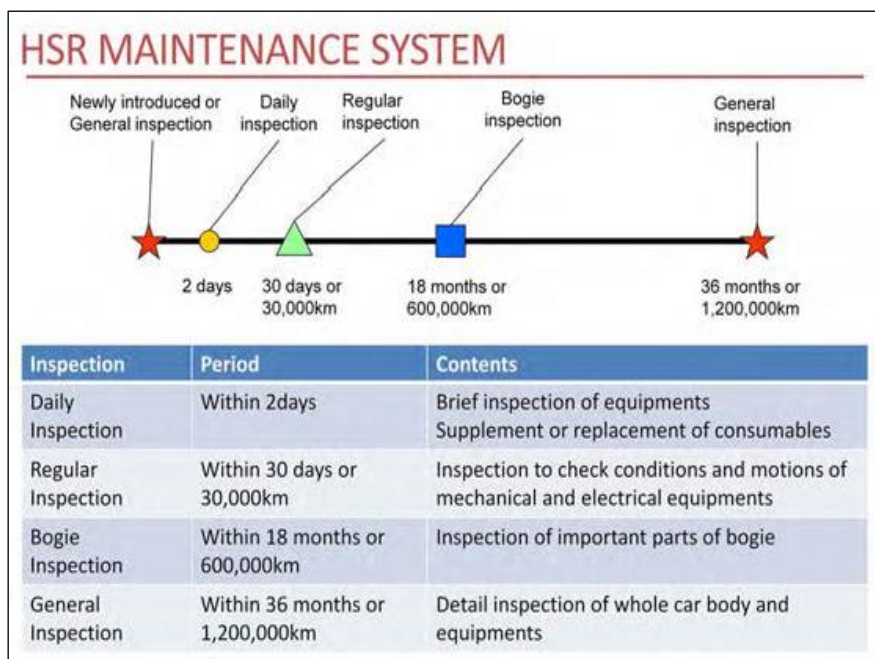 HSR MAINTENANCE SYSTEM
Newly introduced or
General inspection
Daily
inspection
Regular
inspection
Bogie
inspection
General
inspection
2 days
30 days or
30,000km
18 months or
600,000km
36 months or
1,200,000km
Inspection Period Contents
Daily
Inspection
Within 2days
Brief inspection of equipments
Supplement or replacement of consumables
Regular
Inspection
Within 30 days or
30,000km
Inspection to check conditions and motions of
mechanical and electrical equipments
Bogie
Inspection
Within 18 months or
600,000km
Inspection of important parts of bogie
General
Inspection
Within 36 months or
1,200,000km
Detail inspection of whole car body and
equipments